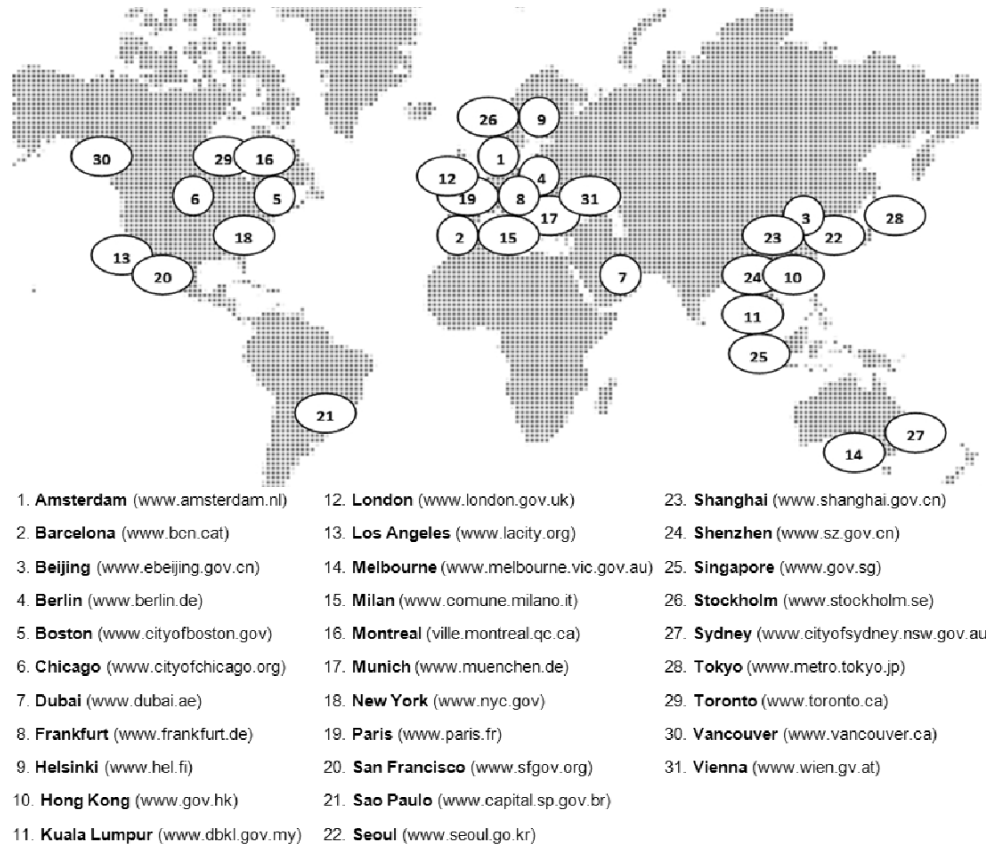 26 9
30 29 16 1
12 4
6 5 19 8 31
17 3 28
18 2 15 23 22
13
20 7 24 10
11
25
21
27
14
1. Amsterdam (www.amsterdam.nl)
2. Barcelona (www.bcn.cat)
3. Beijing (www.ebeijing.gov.cn)
4. Berlin (www.berlin.de)
5. Boston (www.cityofboston.gov)
6. Chicago (www.cityofchicago.org)
7. Dubai (www.dubai.ae)
8. Frankfurt (www.frankfurt.de)
9. Helsinki (www.hel.fi)
10. Hong Kong (www.gov.hk)
11. Kuala Lumpur (www.dbkl.gov.my)
12. London (www.london.gov.uk)
13. Los Angeles (www.lacity.org)
14. Melbourne (www.melbourne.vic.gov.au)
15. Milan (www.comune.milano.it)
16. Montreal (ville.montreal.qc.ca)
17. Munich (www.muenchen.de)
18. New York (www.nyc.gov)
19. Paris (www.paris.fr)
20. San Francisco (www.sfgov.org)
21. Sao Paulo (www.capital.sp.gov.br)
22. Seoul (www.seoul.go.kr)
23. Shanghai (www.shanghai.gov.cn)
24. Shenzhen (www.sz.gov.cn)
25. Singapore (www.gov.sg)
26. Stockholm (www.stockholm.se)
27. Sydney (www.cityofsydney.nsw.gov.au
28. Tokyo (www.metro.tokyo.jp)
29. Toronto (www.toronto.ca)
30. Vancouver (www.vancouver.ca)
31. Vienna (www.wien.gv.at)